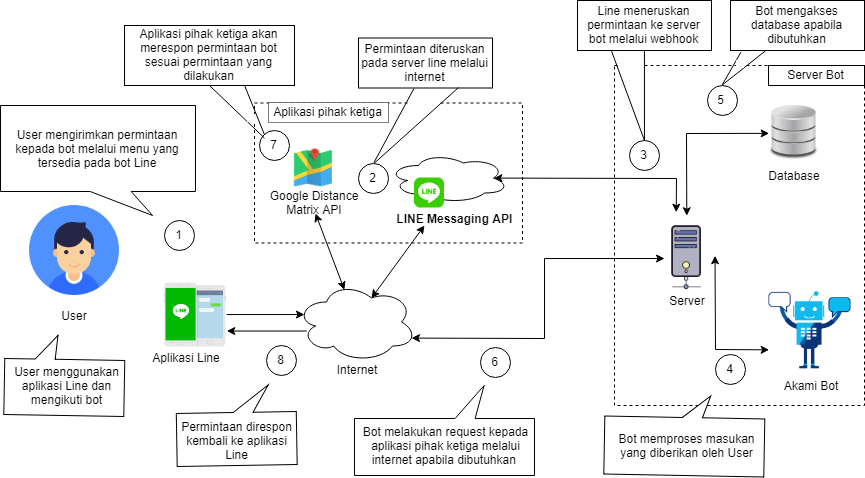 Aplikasi pihak ketiga akan
merespon permintaan bot
sesuai permintaan yang
dilakukan
Permintaan diteruskan
pada server line melalui
internet
Line meneruskan
permintaan ke server
bot melalui webhook
Bot mengakses
database apabila
dibutuhkan
Server Bot
5
Aplikasi pihak ketiga
7
2
3
User mengirimkan permintaan
kepada bot melalui menu yang
tersedia pada bot Line
Google Distance
Matrix API
LINE
LINE Messaging API
Database
1
User
LINE
Aplikasi Line
Internet
Server
Akami Bot
8
6
4
User menggunakan
aplikasi Line dan
mengikuti bot
Permintaan direspon
kembali ke aplikasi
Line
Bot melakukan request kepada
aplikasi pihak ketiga melalui
internet apabila dibutuhkan
Bot memproses masukan
yang diberikan oleh User